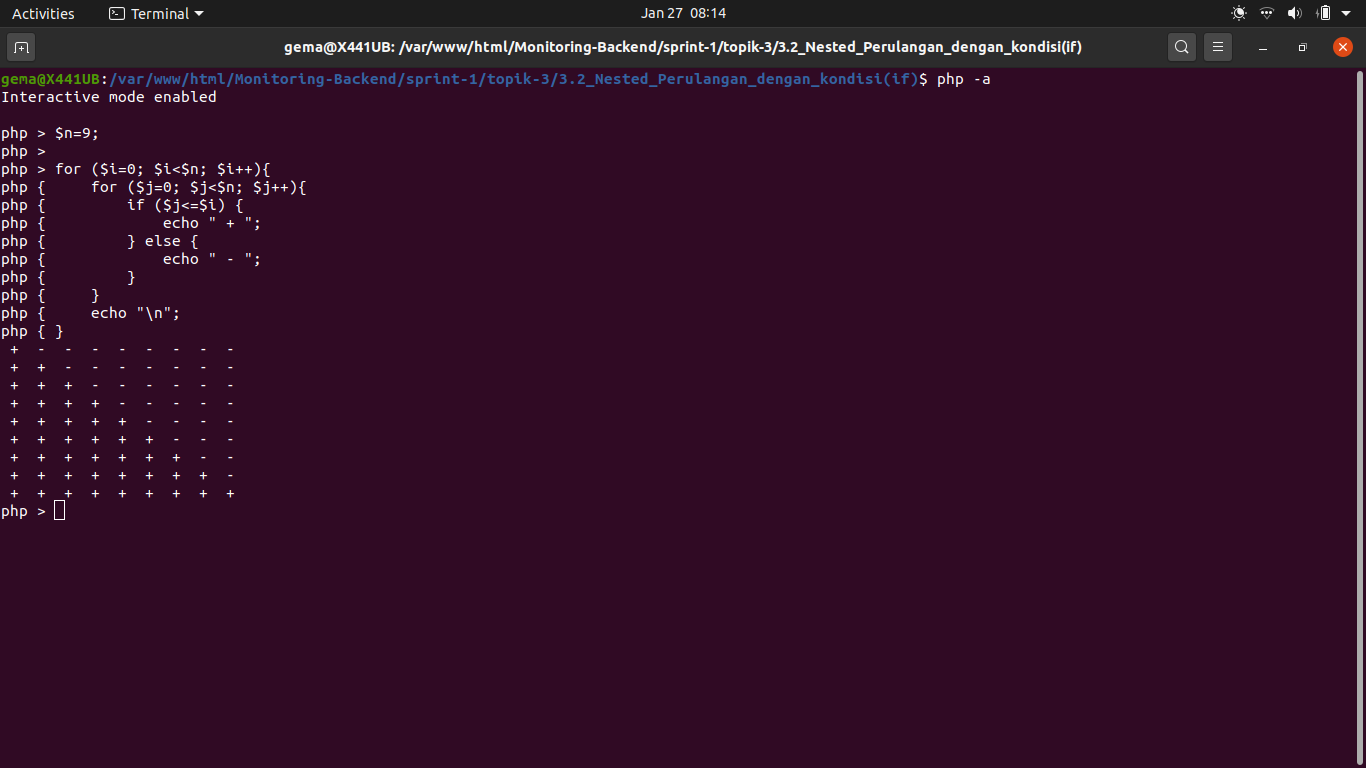 Activities Terminal Jan 27 08:14
gema@X441UB: /var/www/html/Monitoring-Backend/sprint-1/topik-3/3.2_Nested_Perulangan_dengan_kondisi(if)
gema@X441UB:/var/www/html/Monitoring-Backend/sprint-1/topik-3/3.2_Nested_Perulangan_dengan_kondisi(if)$ php -a
Interactive mode enabled

php > $n=9;
php >
php > for ($i=0; $i<$n; $i++){
php {     for ($j=0; $j<$n; $j++){
php {         if ($j<=$i) {
php {             echo " + ";
php {         } else {
php {             echo " - ";
php {         }
php {     }
php {     echo "\n";
php { }
 +  -  -  -  -  -  -  -  - 
 +  +  -  -  -  -  -  -  - 
 +  +  +  -  -  -  -  -  - 
 +  +  +  +  -  -  -  -  - 
 +  +  +  +  +  -  -  -  - 
 +  +  +  +  +  +  -  -  - 
 +  +  +  +  +  +  +  -  - 
 +  +  +  +  +  +  +  +  - 
 +  +  +  +  +  +  +  +  + 
php >